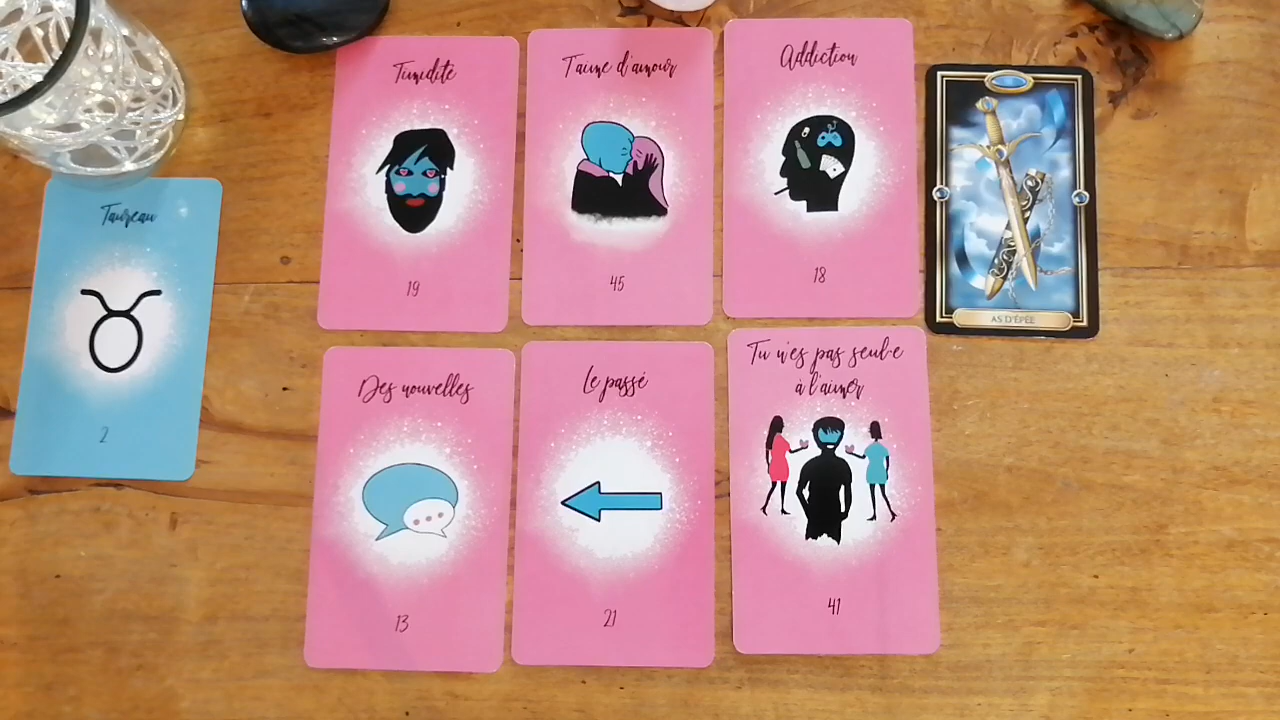 Taureau
2
Timidité
19
T'aime d'amour
45
Addiction
18
AS D'ÉPÉE
Des nouvelles
13
Le passé
21
Tu n'es pas seul·e
à l'aimer
41